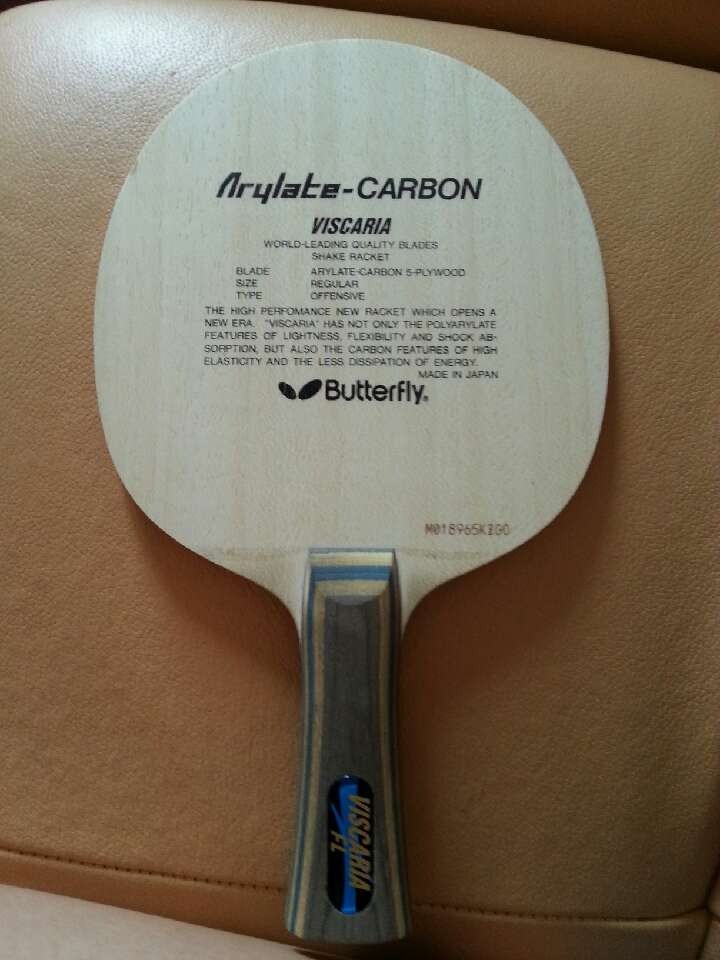 Arylate-CARBON
VISCARIA
WORLD-LEADING QUALITY BLADES
SHAKE RACKET
BLADE ARYLATE-CARBON 5-PLYWOOD
SIZE REGULAR
TYPE OFFENSIVE
THE HIGH PERFOMANCE NEW RACKET WHICH OPENS A
NEW ERA. "VISCARIA" HAS NOT ONLY THE POLYARYLATE
FEATURES OF LIGHTNESS, FLEXIBILITY AND SHOCK AB-
SORPTION, BUT ALSO THE CARBON FEATURES OF HIGH
ELASTICITY AND THE LESS DISSIPATION OF ENERGY.
MADE IN JAPAN
Butterfly®
VISCARIA
FL